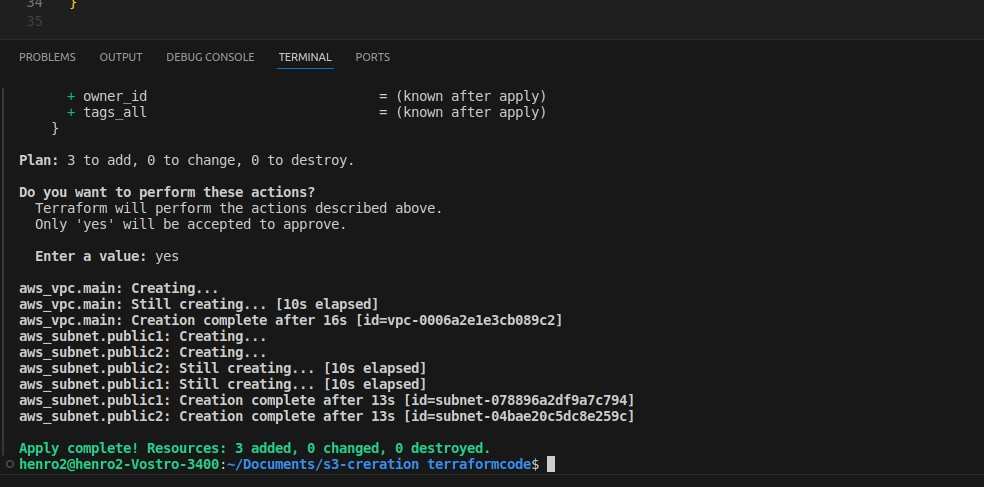 34 }
35
PROBLEMS OUTPUT DEBUG CONSOLE TERMINAL PORTS
+ owner_id = (known after apply)
+ tags_all = (known after apply)
}
Plan: 3 to add, 0 to change, 0 to destroy.
Do you want to perform these actions?
Terraform will perform the actions described above.
Only 'yes' will be accepted to approve.
Enter a value: yes
aws_vpc.main: Creating...
aws_vpc.main: Still creating... [10s elapsed]
aws_vpc.main: Creation complete after 16s [id=vpc-0006a2e1e3cb089c2]
aws_subnet.public1: Creating...
aws_subnet.public2: Creating...
aws_subnet.public2: Still creating... [10s elapsed]
aws_subnet.public1: Still creating... [10s elapsed]
aws_subnet.public1: Creation complete after 13s [id=subnet-078896a2df9a7c794]
aws_subnet.public2: Creation complete after 13s [id=subnet-04bae20c5dc8e259c]
Apply complete! Resources: 3 added, 0 changed, 0 destroyed.
henro2@henro2-Vostro-3400:~/Documents/s3-creration terraformcode$